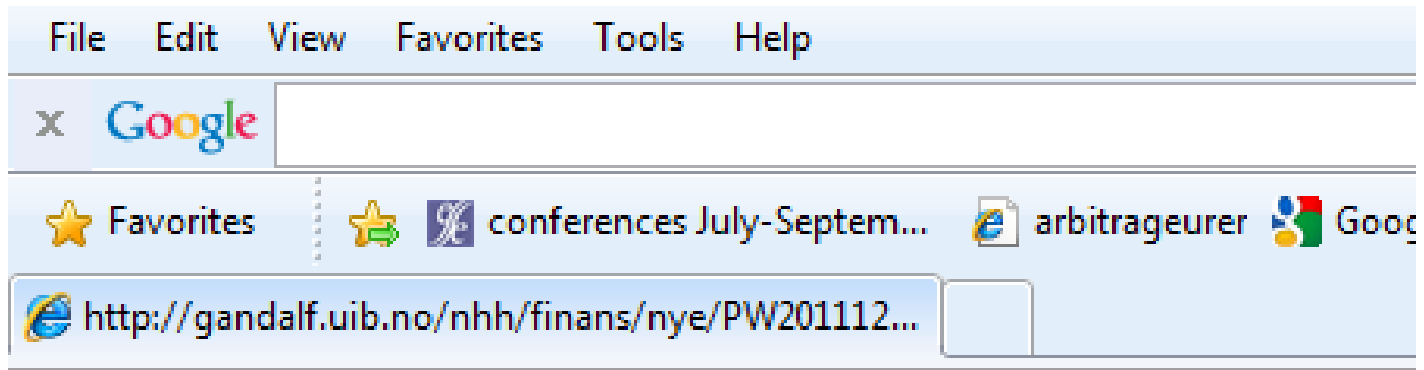 File Edit View Favorites Tools Help
x Google
Favorites conferences July-Septem... arbitrageurer Goog
http://gandalf.uib.no/nhh/finans/nye/PW201112...